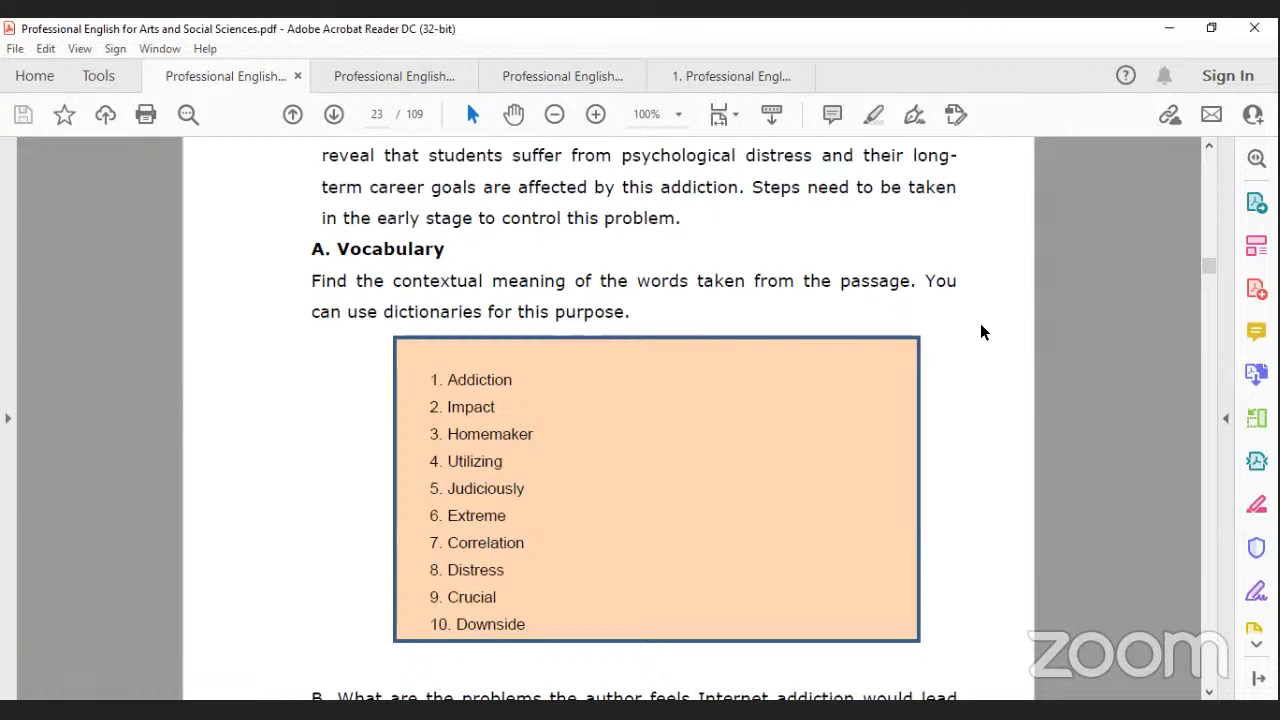 Professional English for Arts and Social Sciences.pdf - Adobe Acrobat Reader DC (32-bit)
File Edit View Sign Window Help
Home Tools Professional English... × Professional English... Professional English... 1. Professional Engl... Sign In
23 / 109 100%
reveal that students suffer from psychological distress and their long-
term career goals are affected by this addiction. Steps need to be taken
in the early stage to control this problem.
A. Vocabulary
Find the contextual meaning of the words taken from the passage. You
can use dictionaries for this purpose.
1. Addiction
2. Impact
3. Homemaker
4. Utilizing
5. Judiciously
6. Extreme
7. Correlation
8. Distress
9. Crucial
10. Downside
zoom
B. What are the problems the author feels Internet addiction would lead